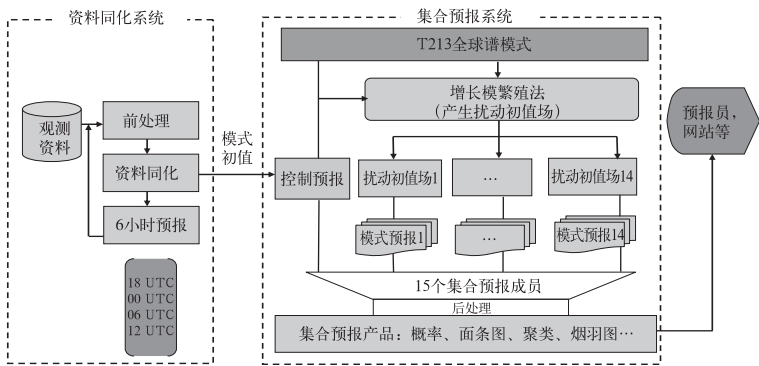 资料同化系统
观测
资料
前处理
资料同化
6小时预报
18 UTC
00 UTC
06 UTC
12 UTC
模式
初值
集合预报系统
T213全球谱模式
增长模繁殖法
（产生扰动初值场）
控制预报
扰动初值场1
…
扰动初值场14
模式预报1
…
模式预报14
15个集合预报成员
后处理
集合预报产品：概率、面条图、聚类、烟羽图…
预报员，
网站等